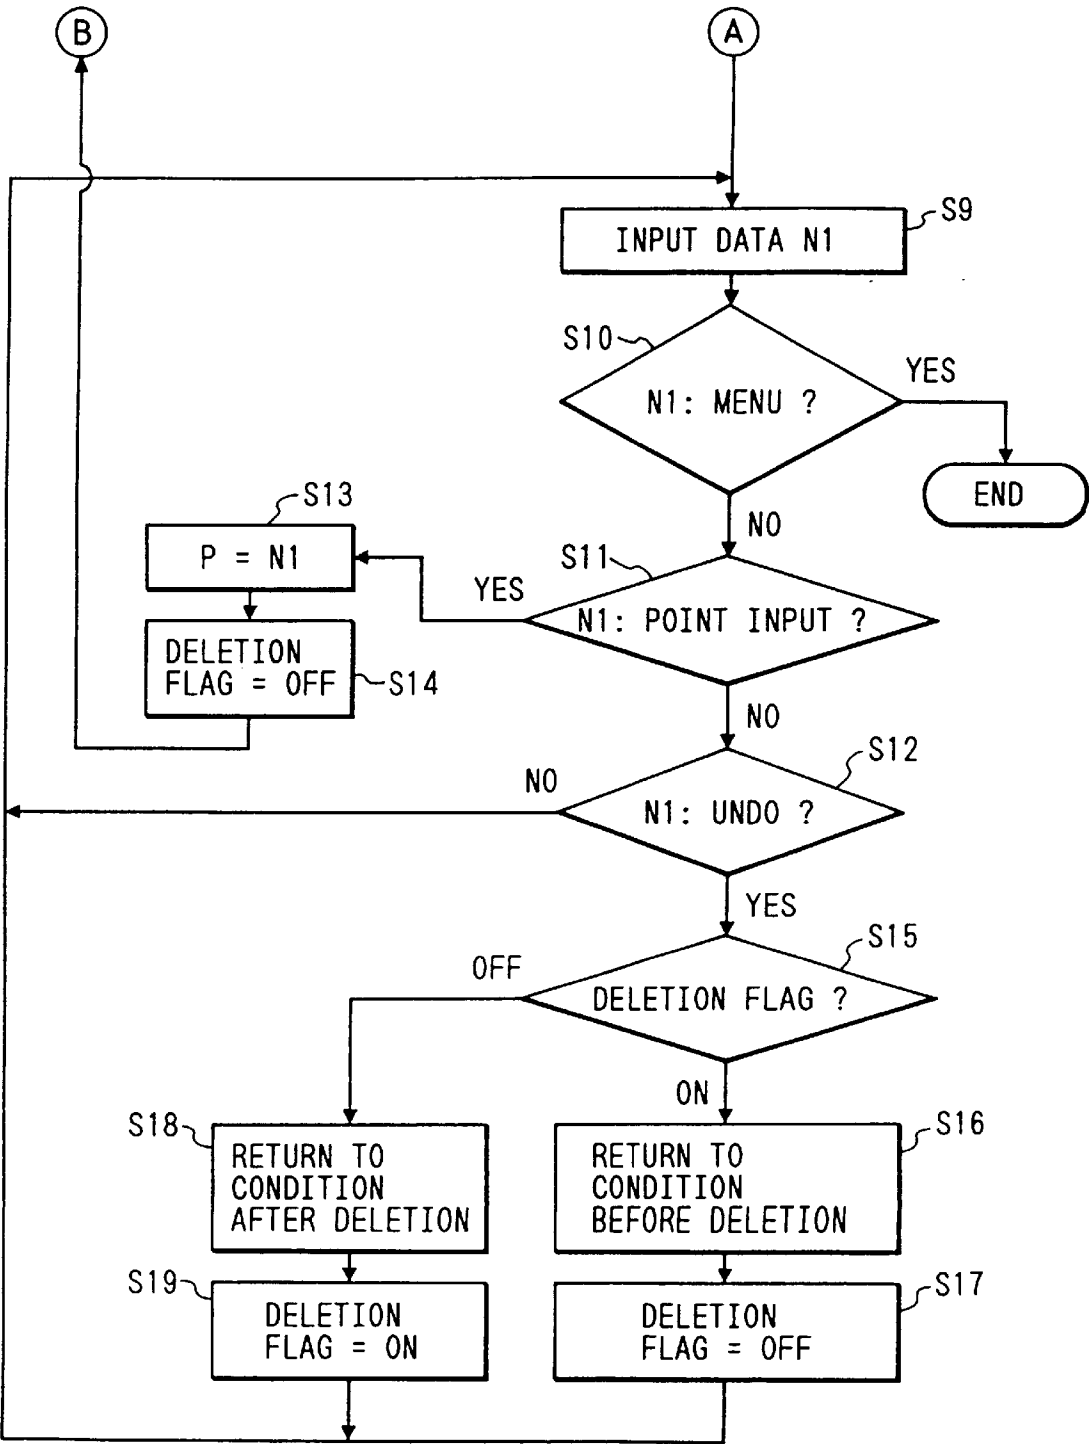 B
A
S9
INPUT DATA N1
S10
YES
N1: MENU ?
END
S13
NO
S11
P = N1
YES
N1: POINT INPUT ?
DELETION
FLAG = OFF
S14
NO
S12
NO
N1: UNDO ?
YES
S15
OFF
DELETION FLAG ?
ON
S18
S16
RETURN TO
CONDITION
AFTER DELETION
RETURN TO
CONDITION
BEFORE DELETION
S19
S17
DELETION
FLAG = ON
DELETION
FLAG = OFF